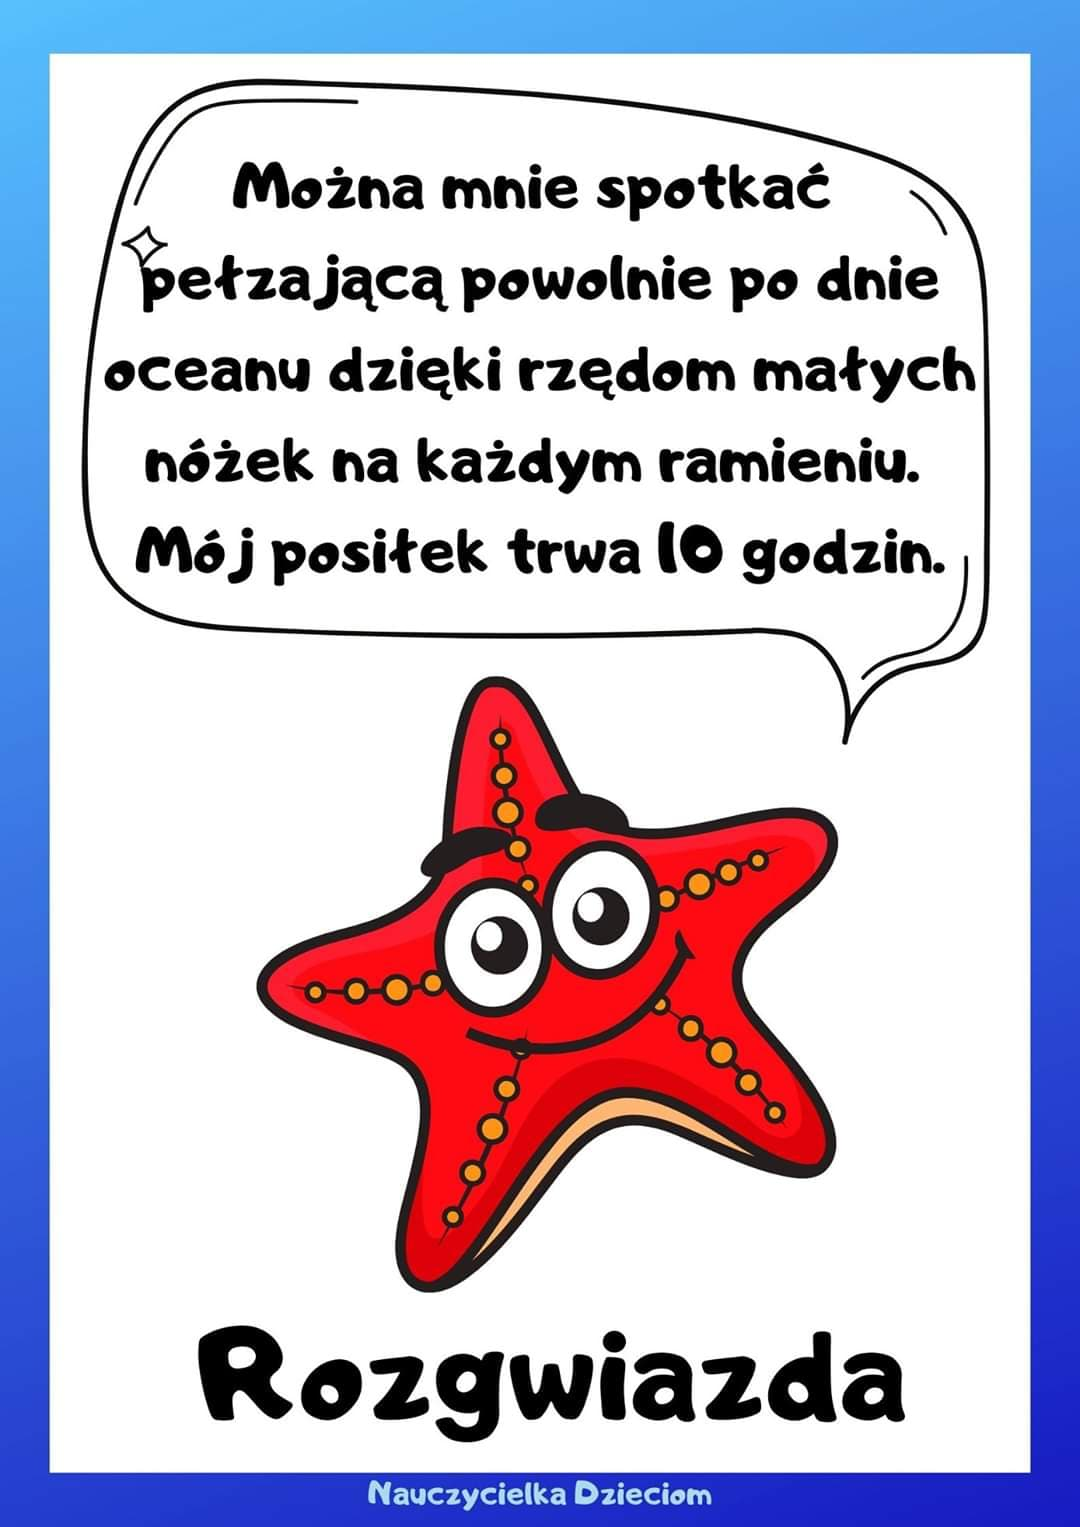 Można mnie spotkać
pełzającą powolnie po dnie
oceanu dzięki rzędom małych
nóżek na każdym ramieniu.
Mój posiłek trwa 10 godzin.
Rozgwiazda
Nauczycielka Dzieciom